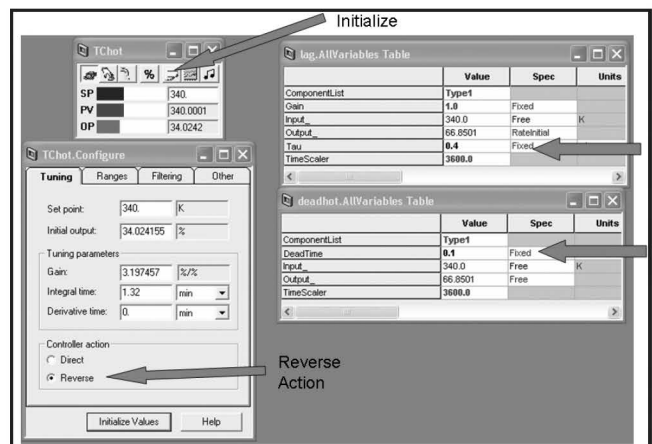 Initialize
TChot
%
SP 340.
PV 340.0001
OP 34.0242
TChot.Configure
Tuning Ranges Filtering Other
Set point: 340. K
Initial output: 34.024155 %
Tuning parameters
Gain: 3.197457 %/%
Integral time: 1.32 min
Derivative time: 0. min
Controller action
Direct
Reverse
Initialize Values Help
Reverse
Action
lag.AllVariables Table
Value Spec Units
ComponentList Type1
Gain 1.0 Fixed
Input_ 340.0 Free K
Output_ 66.8501 RateInitial
Tau 0.4 Fixed
TimeScaler 3600.0
deadhot.AllVariables Table
Value Spec Units
ComponentList Type1
DeadTime 0.1 Fixed
Input_ 340.0 Free K
Output_ 66.8501 Free
TimeScaler 3600.0